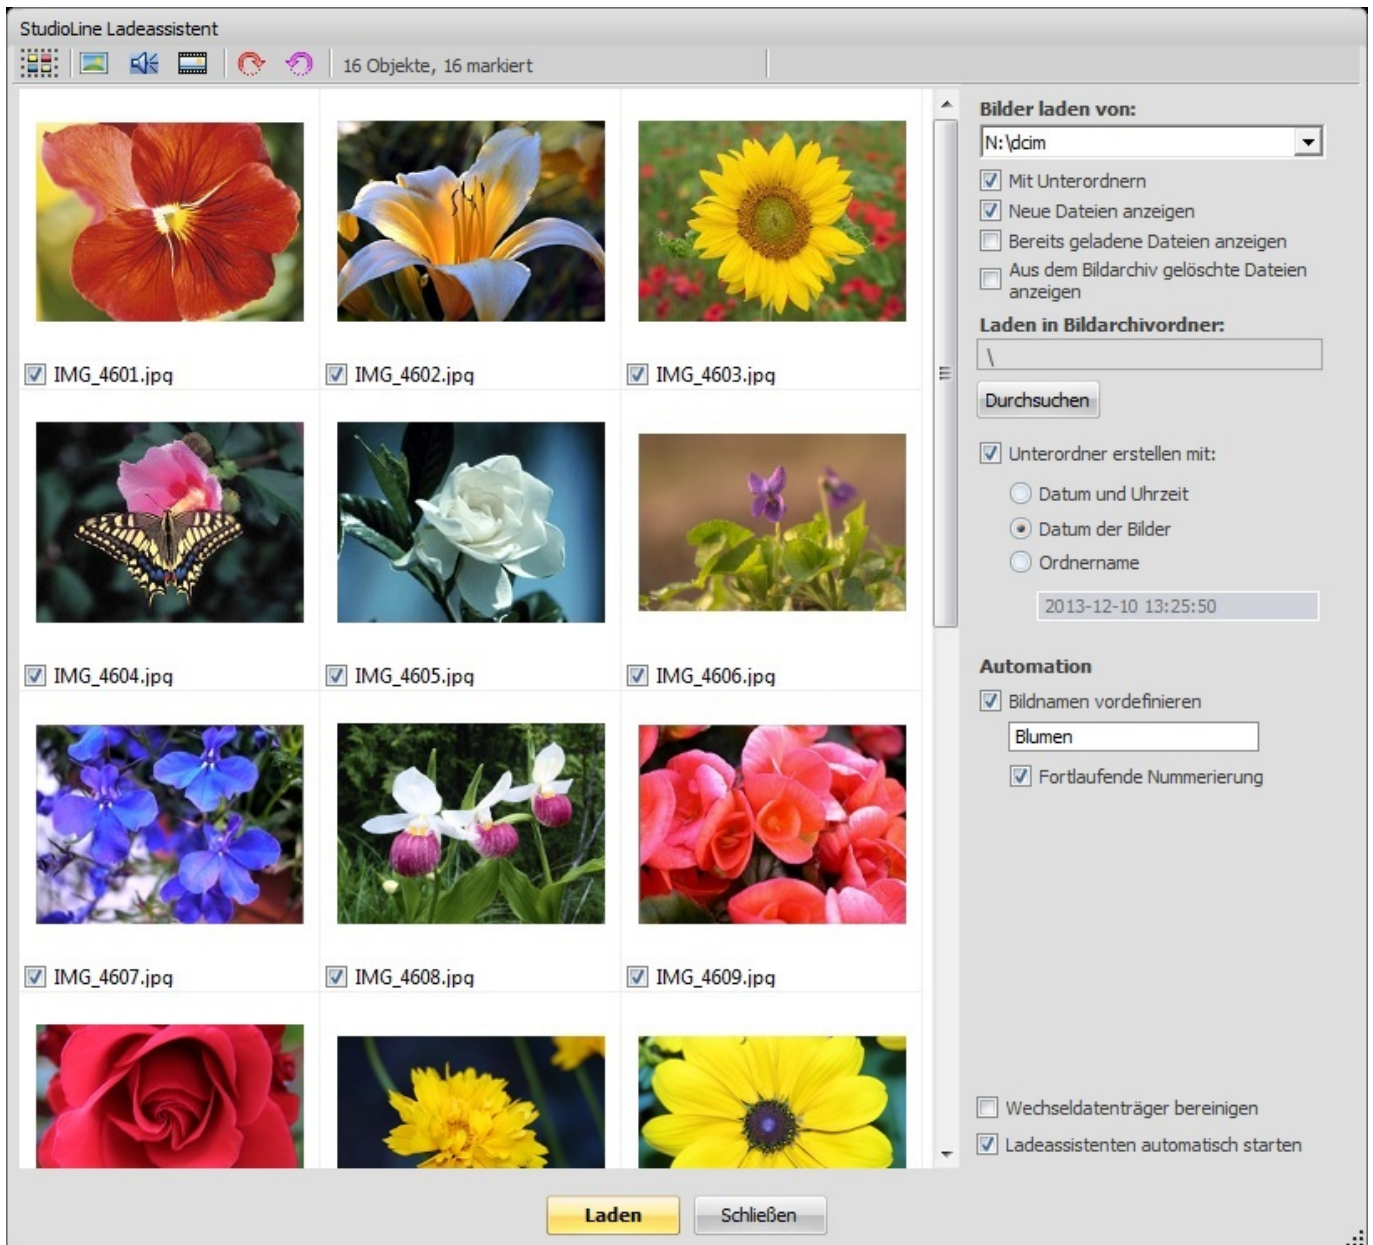 StudioLine Ladeassistent
16 Objekte, 16 markiert
IMG_4601.jpg
IMG_4602.jpg
IMG_4603.jpg
IMG_4604.jpg
IMG_4605.jpg
IMG_4606.jpg
IMG_4607.jpg
IMG_4608.jpg
IMG_4609.jpg
Bilder laden von:
N:\dcim
Mit Unterordnern
Neue Dateien anzeigen
Bereits geladene Dateien anzeigen
Aus dem Bildarchiv gelöschte Dateien
anzeigen
Laden in Bildarchivordner:
\
Durchsuchen
Unterordner erstellen mit:
Datum und Uhrzeit
Datum der Bilder
Ordnername
2013-12-10 13:25:50
Automation
Bildnamen vordefinieren
Blumen
Fortlaufende Nummerierung
Wechseldatenträger bereinigen
Ladeassistenten automatisch starten
Laden
Schließen